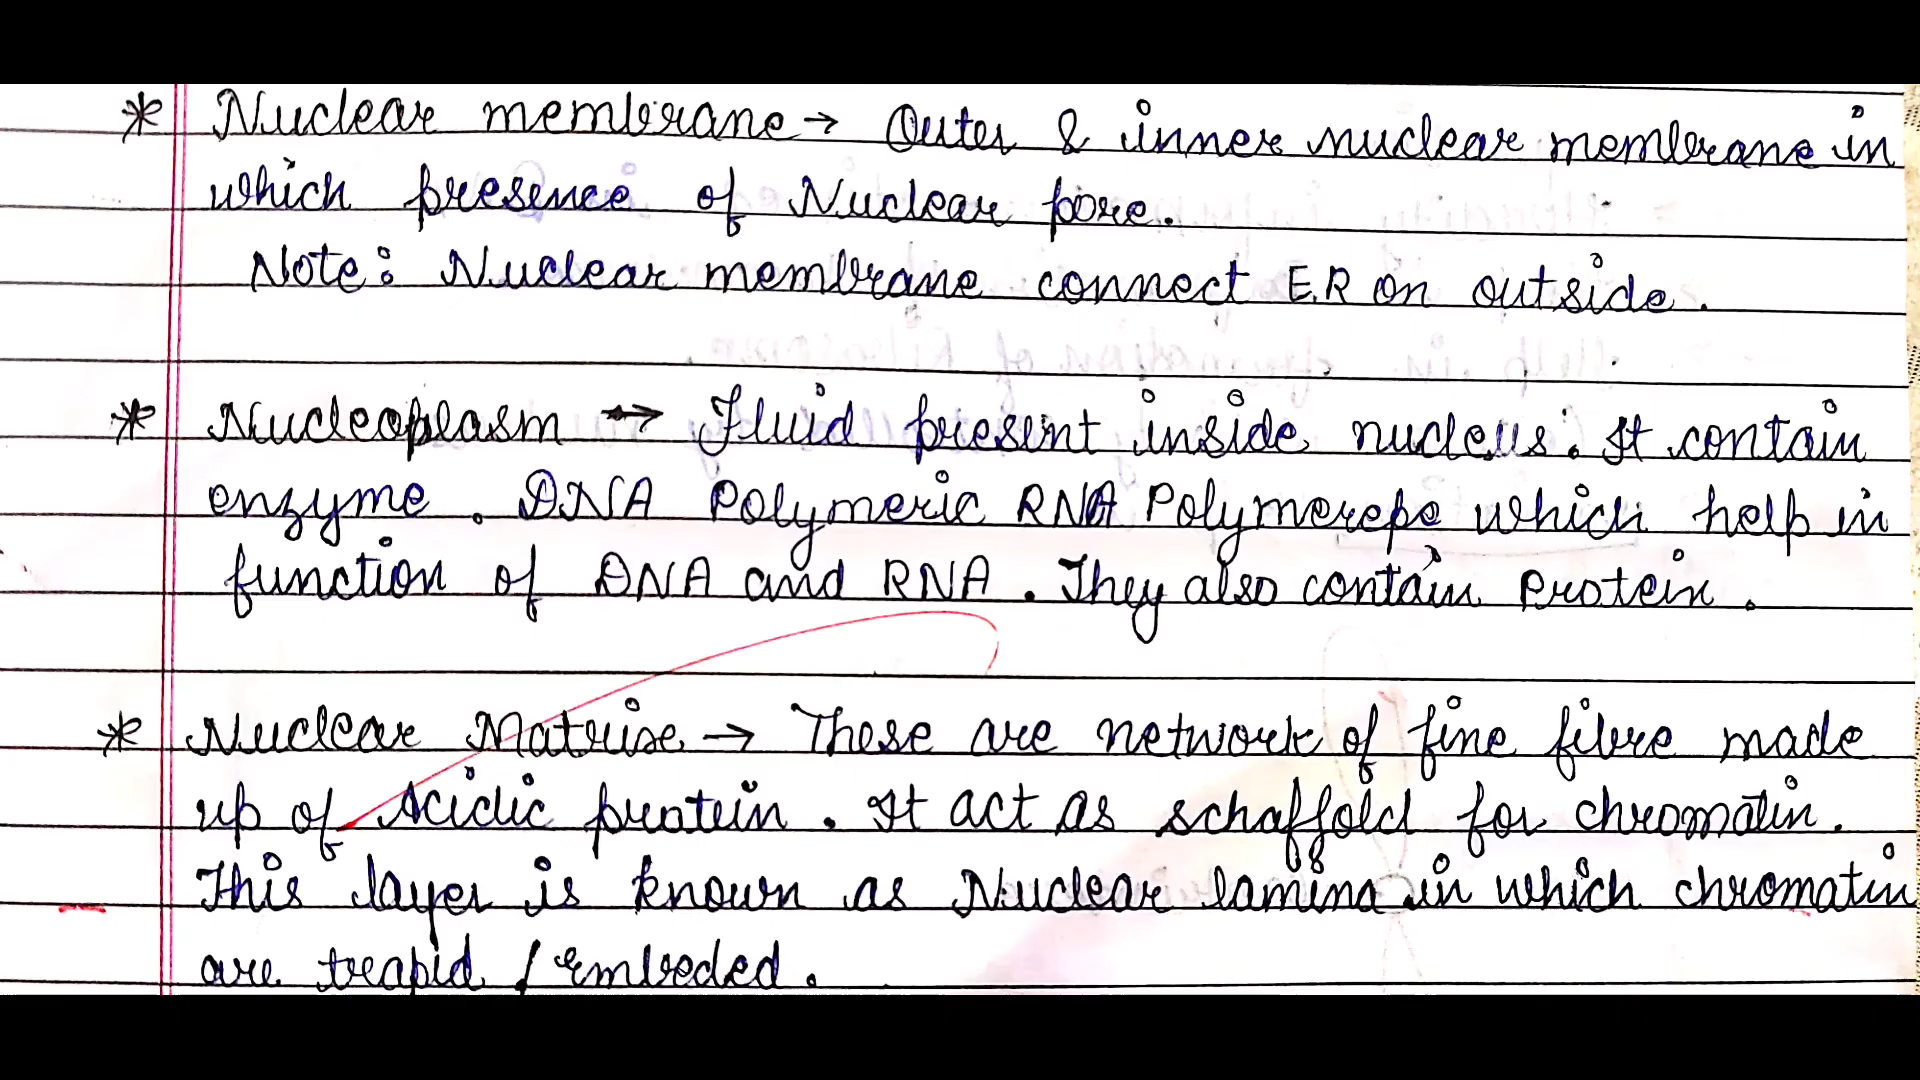 * Nuclear membrane → Outer & inner nuclear membrane in
which presence of Nuclear pore.
Note: Nuclear membrane connect E.R on outside.
* Nucleoplasm → Fluid present inside nucleus. It contain
enzyme. DNA Polymeric RNA Polymerepe which help in
function of DNA and RNA. They also contain Protein.
* Nuclear Matrise → These are network of fine fibre made
up of Acidic protein. It act as schaffold for chromatin.
This layer is known as Nuclear lamina in which chromatin
are treapid / embeded.